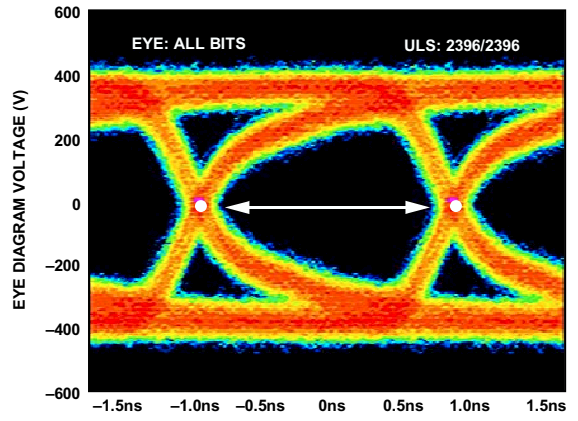 600
EYE: ALL BITS
ULS: 2396/2396
400
200
0
–200
–400
–600
EYE DIAGRAM VOLTAGE (V)
–1.5ns
–1.0ns
–0.5ns
0ns
0.5ns
1.0ns
1.5ns